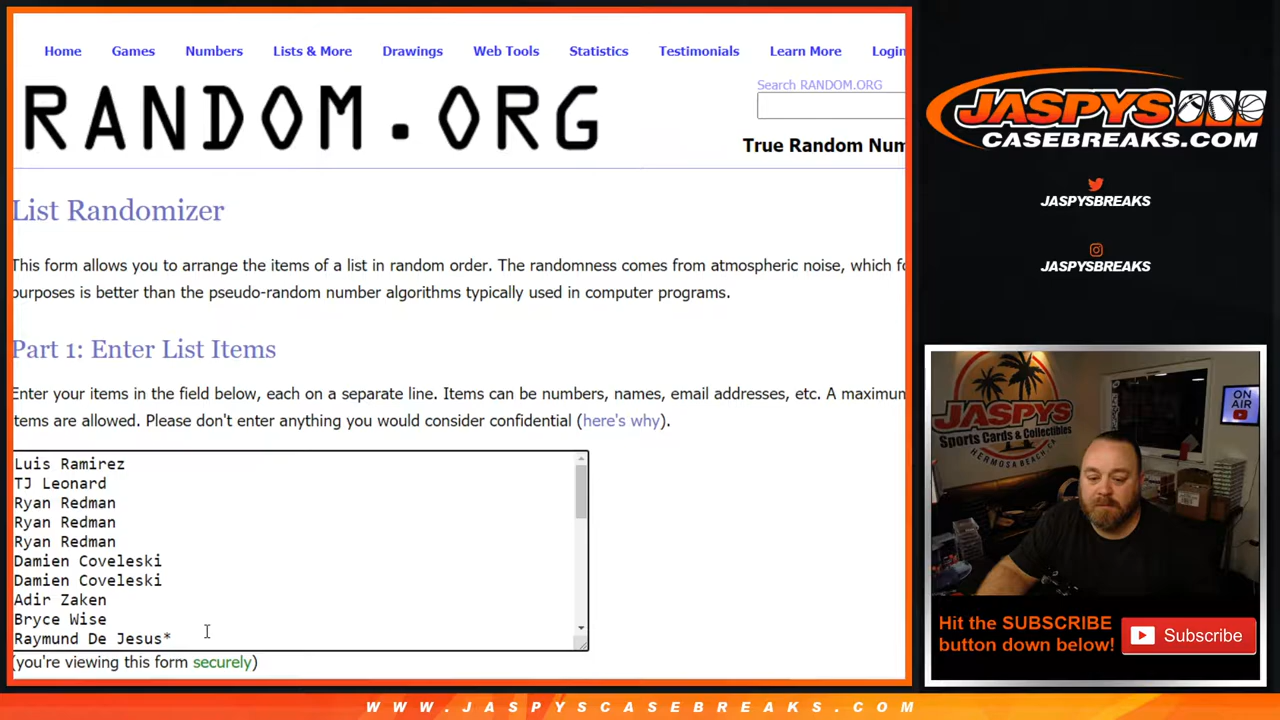 Home Games Numbers Lists & More Drawings Web Tools Statistics Testimonials Learn More Login
Search RANDOM.ORG
RANDOM.ORG
True Random Num
List Randomizer
This form allows you to arrange the items of a list in random order. The randomness comes from atmospheric noise, which fo
purposes is better than the pseudo-random number algorithms typically used in computer programs.
Part 1: Enter List Items
Enter your items in the field below, each on a separate line. Items can be numbers, names, email addresses, etc. A maximum
items are allowed. Please don't enter anything you would consider confidential (here's why).
Luis Ramirez
TJ Leonard
Ryan Redman
Ryan Redman
Ryan Redman
Damien Coveleski
Damien Coveleski
Adir Zaken
Bryce Wise
Raymund De Jesus*
(you're viewing this form securely)
JASPYS
CASEBREAKS.COM
JASPYSBREAKS
JASPYSBREAKS
JASPYS
Sports Cards & Collectibles
HERMOSA BEACH, CA
ON
AIR
Hit the SUBSCRIBE
button down below!
Subscribe
WWW.JASPYSCASEBREAKS.COM